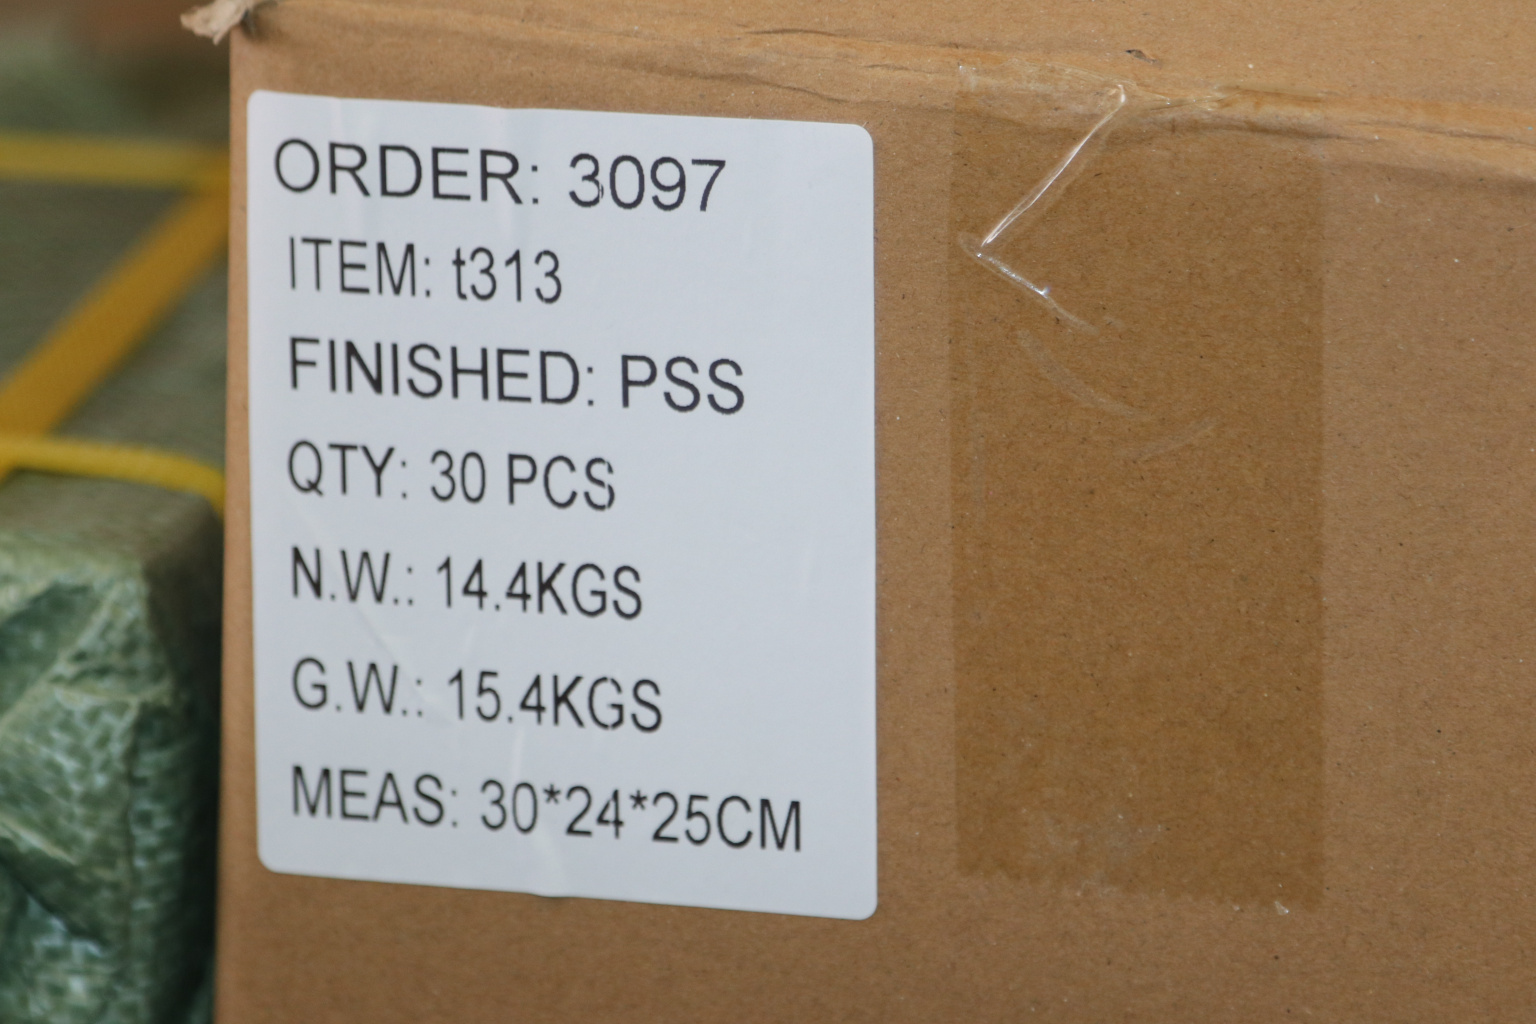 ORDER: 3097
ITEM: t313
FINISHED: PSS
QTY: 30 PCS
N.W.: 14.4KGS
G.W.: 15.4KGS
MEAS: 30*24*25CM